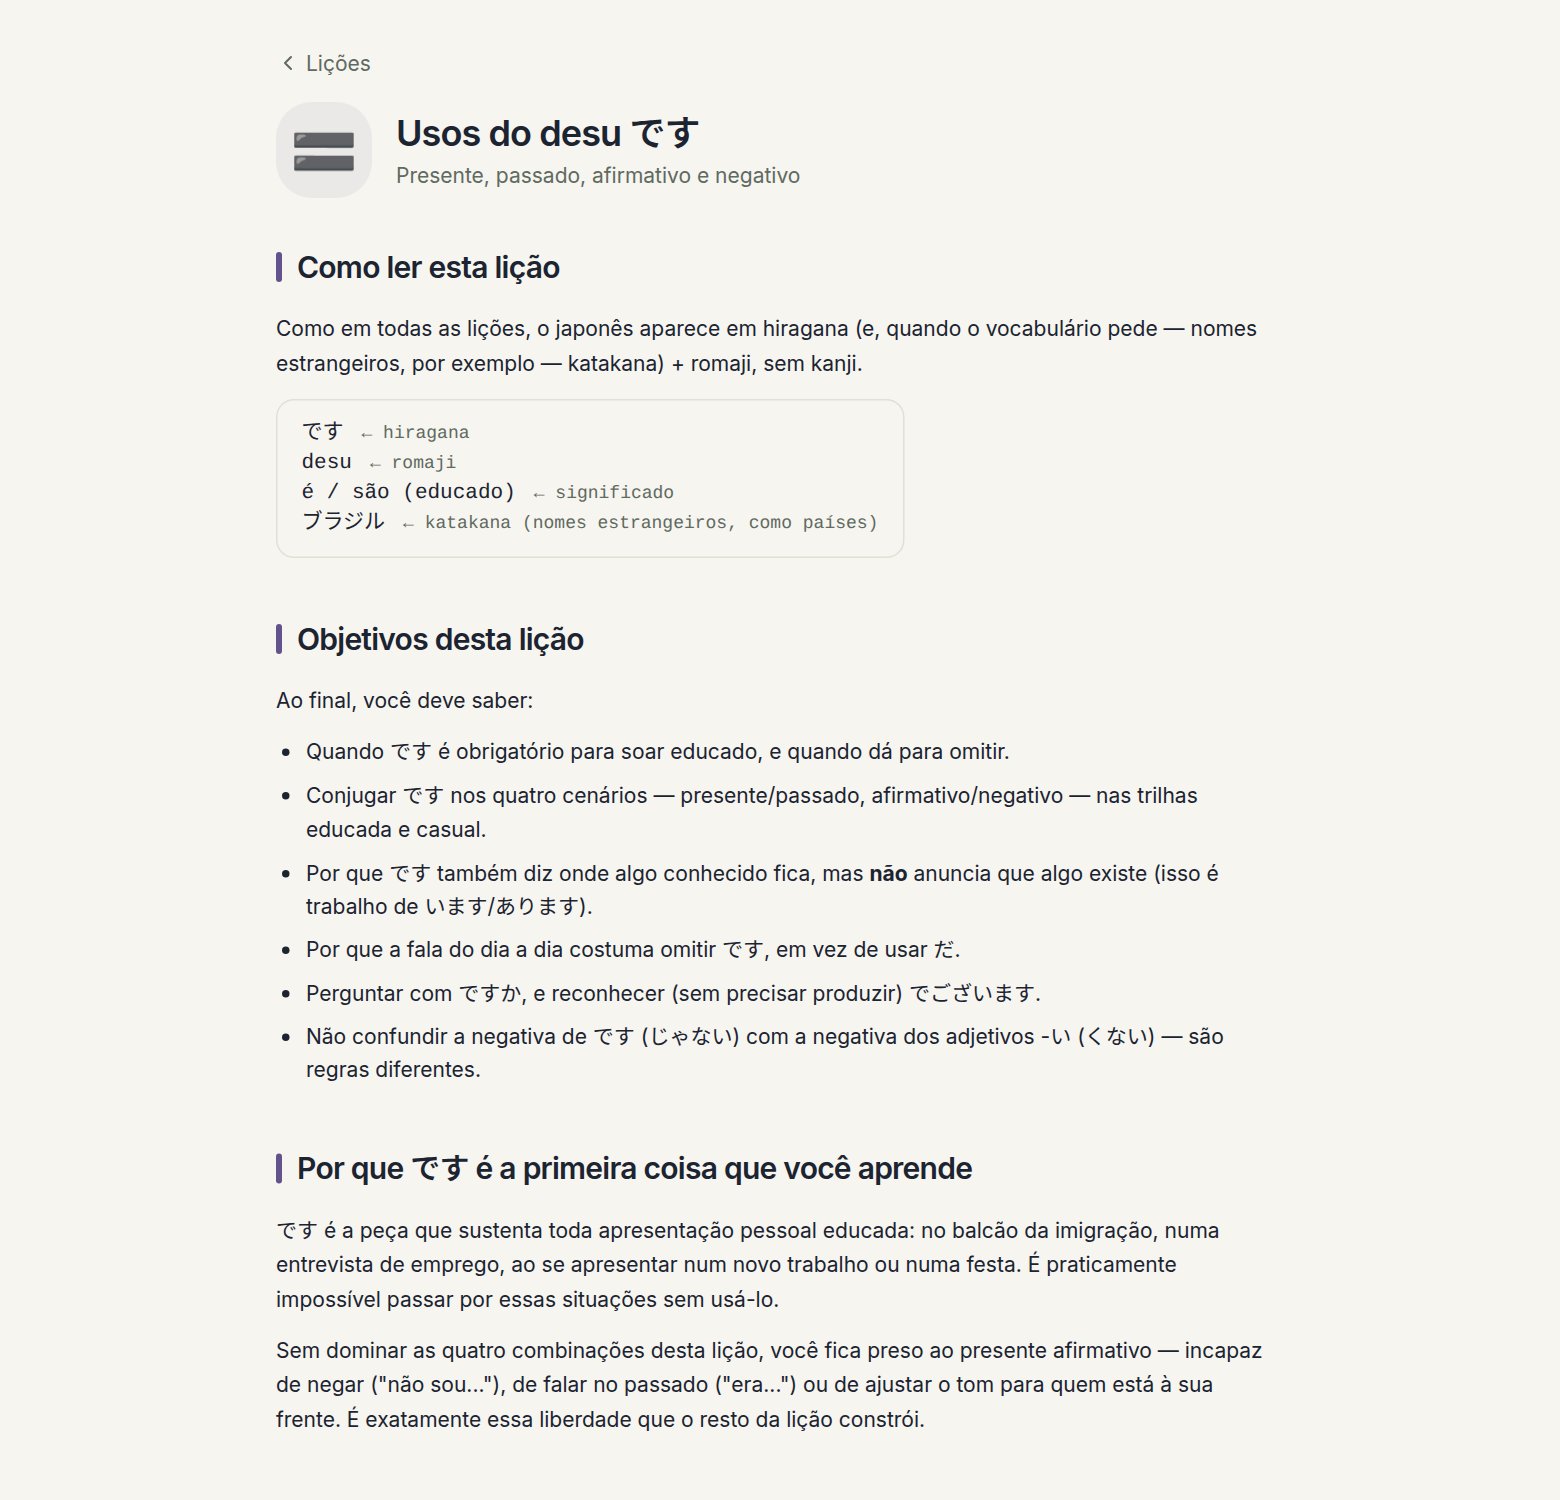 Lições
Usos do desu です
Presente, passado, afirmativo e negativo
Como ler esta lição
Como em todas as lições, o japonês aparece em hiragana (e, quando o vocabulário pede — nomes
estrangeiros, por exemplo — katakana) + romaji, sem kanji.
です ← hiragana
desu ← romaji
é / são (educado) ← significado
ブラジル ← katakana (nomes estrangeiros, como países)
Objetivos desta lição
Ao final, você deve saber:
• Quando です é obrigatório para soar educado, e quando dá para omitir.
• Conjugar です nos quatro cenários — presente/passado, afirmativo/negativo — nas trilhas
educada e casual.
• Por que です também diz onde algo conhecido fica, mas não anuncia que algo existe (isso é
trabalho de います/あります).
• Por que a fala do dia a dia costuma omitir です, em vez de usar だ.
• Perguntar com ですか, e reconhecer (sem precisar produzir) でございます.
• Não confundir a negativa de です (じゃない) com a negativa dos adjetivos -い (くない) — são
regras diferentes.
Por que です é a primeira coisa que você aprende
です é a peça que sustenta toda apresentação pessoal educada: no balcão da imigração, numa
entrevista de emprego, ao se apresentar num novo trabalho ou numa festa. É praticamente
impossível passar por essas situações sem usá-lo.
Sem dominar as quatro combinações desta lição, você fica preso ao presente afirmativo — incapaz
de negar ("não sou..."), de falar no passado ("era...") ou de ajustar o tom para quem está à sua
frente. É exatamente essa liberdade que o resto da lição constrói.